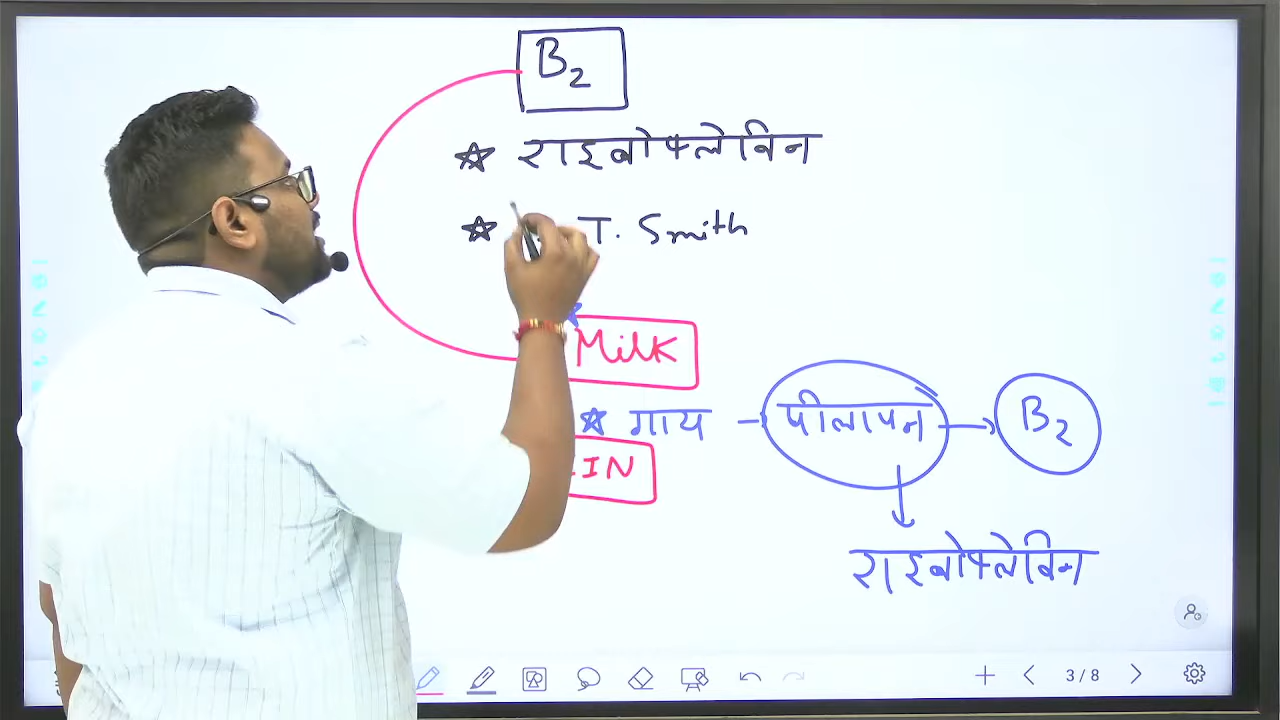 B2
राइबोफ्लेविन
T. Smith
Milk
गाय → पीलापन → B2
IN
राइबोफ्लेविन
3/8